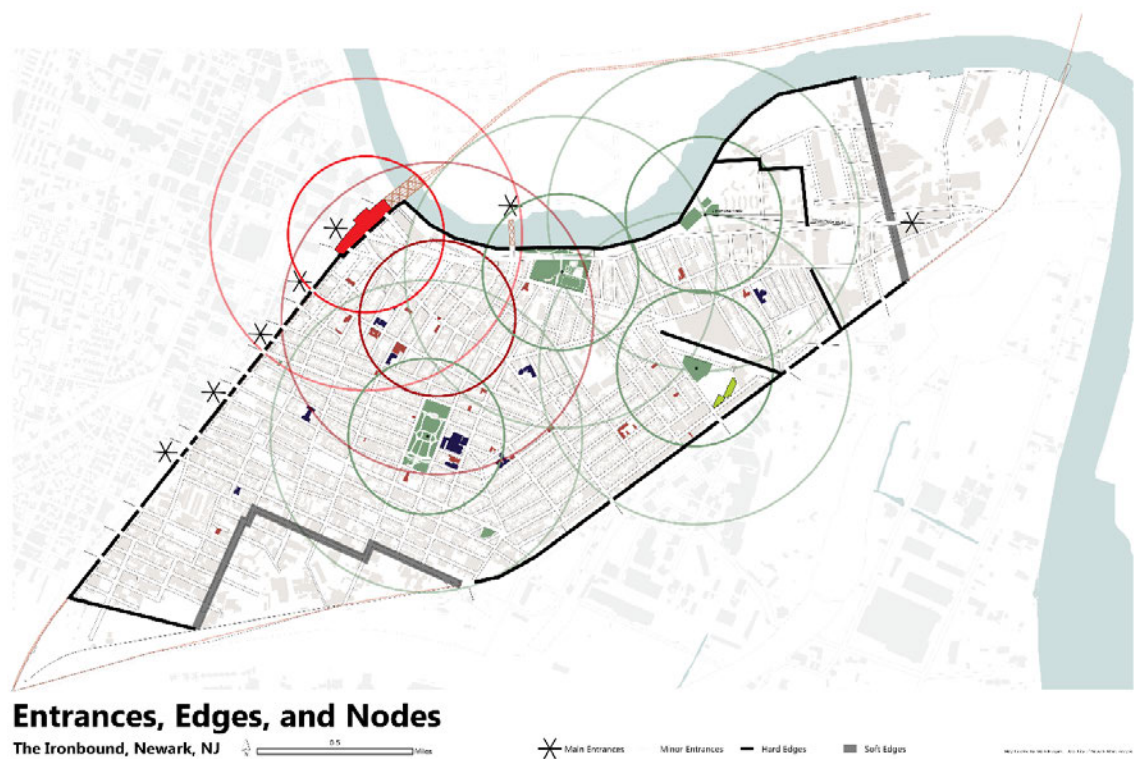 Entrances, Edges, and Nodes
The Ironbound, Newark, NJ
0.5
Miles
Main Entrances
Minor Entrances
Hard Edges
Soft Edges